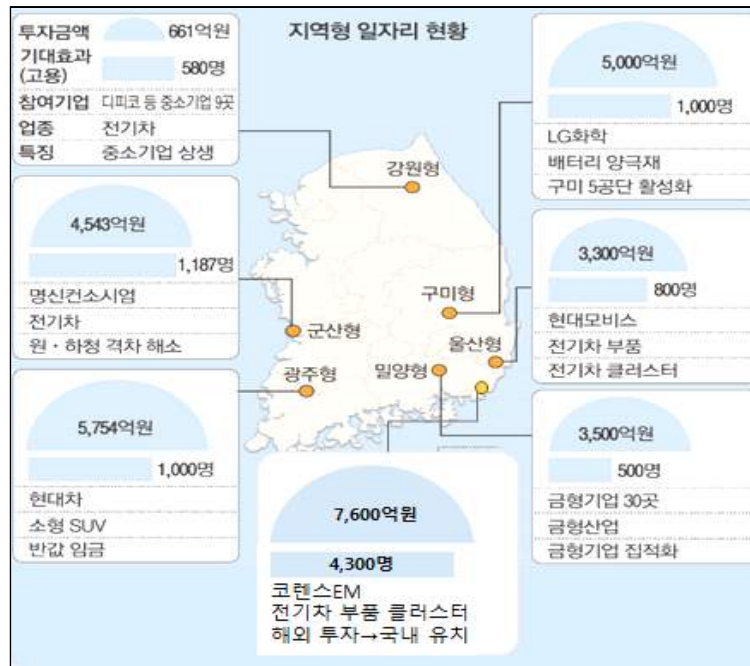 지역형 일자리 현황
투자금액 661억원
기대효과
(고용) 580명
참여기업 디피코 등 중소기업 9곳
업종 전기차
특징 중소기업 상생
5,000억원
1,000명
LG화학
배터리 양극재
구미 5공단 활성화
4,543억원
1,187명
명신컨소시엄
전기차
원·하청 격차 해소
3,300억원
800명
현대모비스
전기차 부품
전기차 클러스터
강원형
구미형
군산형
울산형
광주형
밀양형
5,754억원
1,000명
현대차
소형 SUV
반값 임금
3,500억원
500명
금형기업 30곳
금형산업
금형기업 집적화
7,600억원
4,300명
코렌스EM
전기차 부품 클러스터
해외 투자→국내 유치